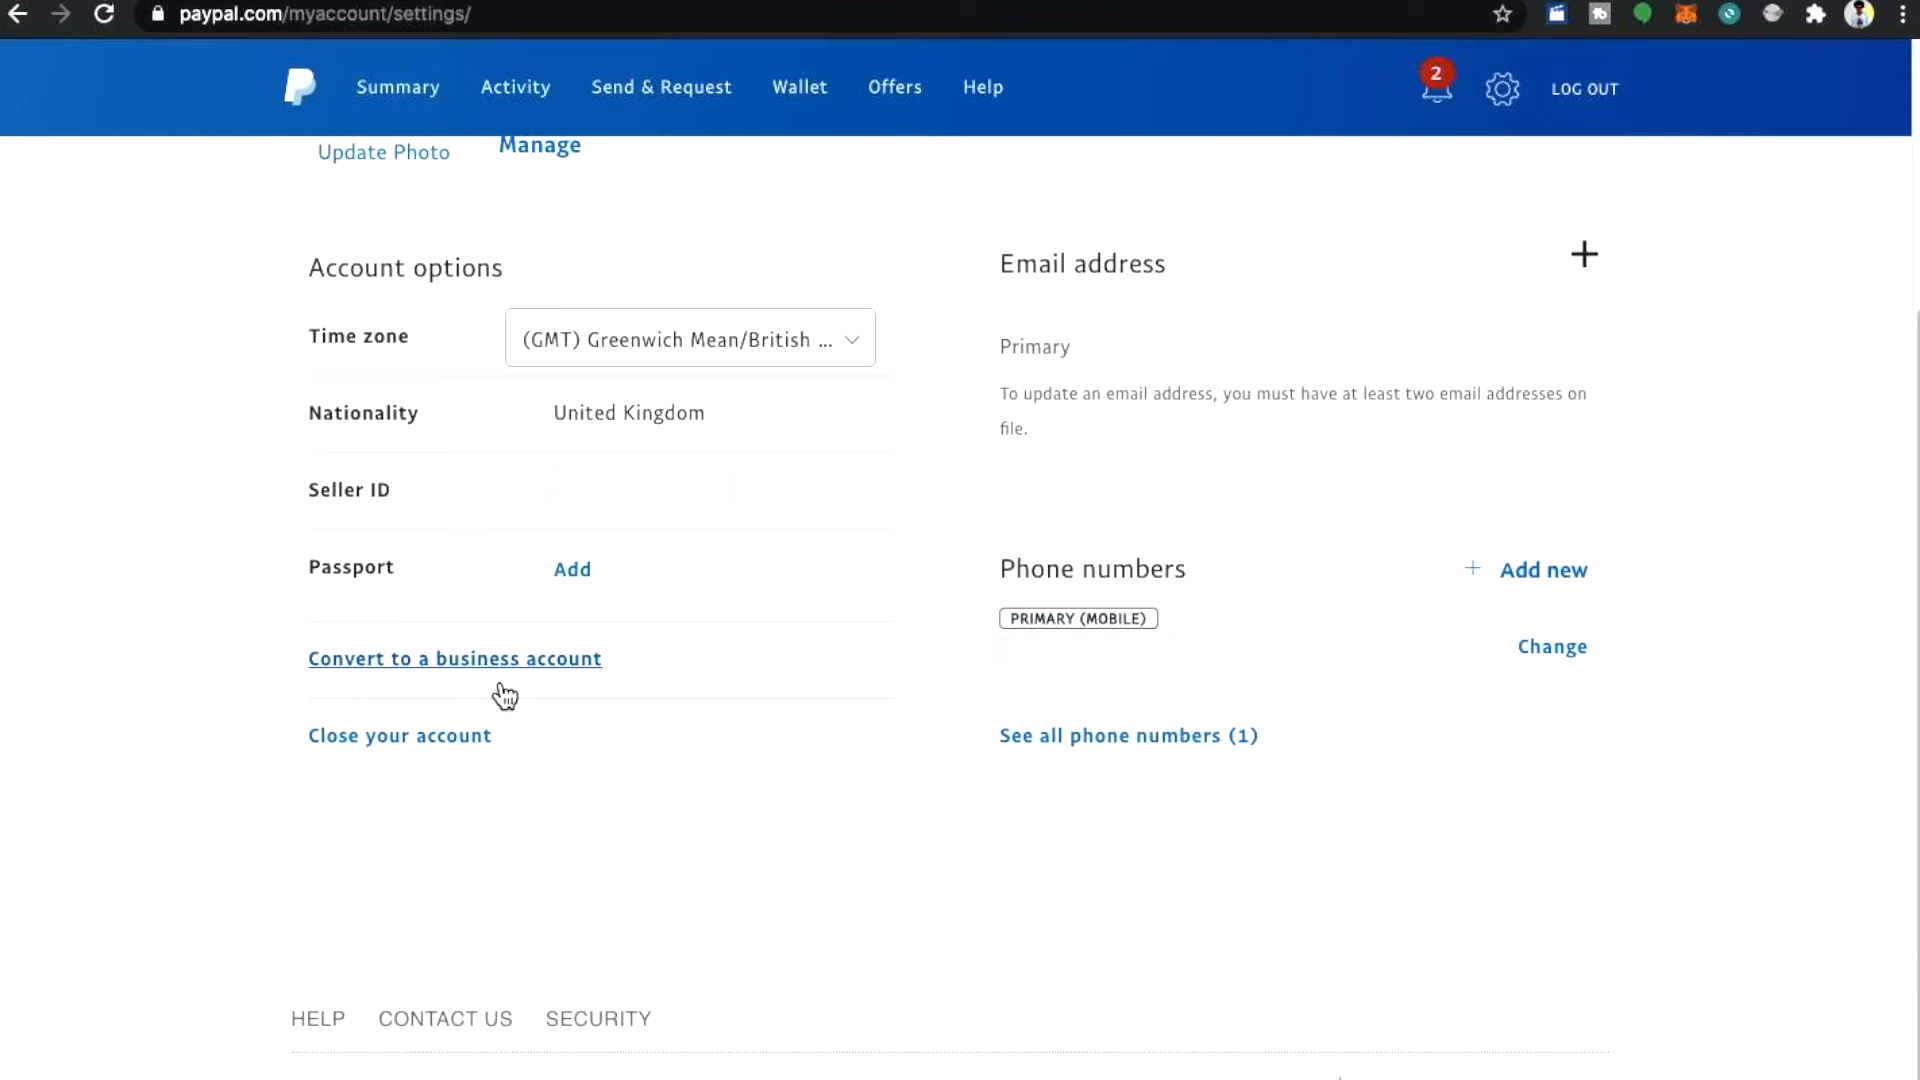 paypal.com/myaccount/settings/
Summary Activity Send & Request Wallet Offers Help 2 LOG OUT
Update Photo Manage
Account options
Time zone (GMT) Greenwich Mean/British ...
Nationality United Kingdom
Seller ID
Passport Add
Convert to a business account
Close your account
Email address
Primary
To update an email address, you must have at least two email addresses on
file.
Phone numbers + Add new
PRIMARY (MOBILE)
Change
See all phone numbers (1)
HELP CONTACT US SECURITY